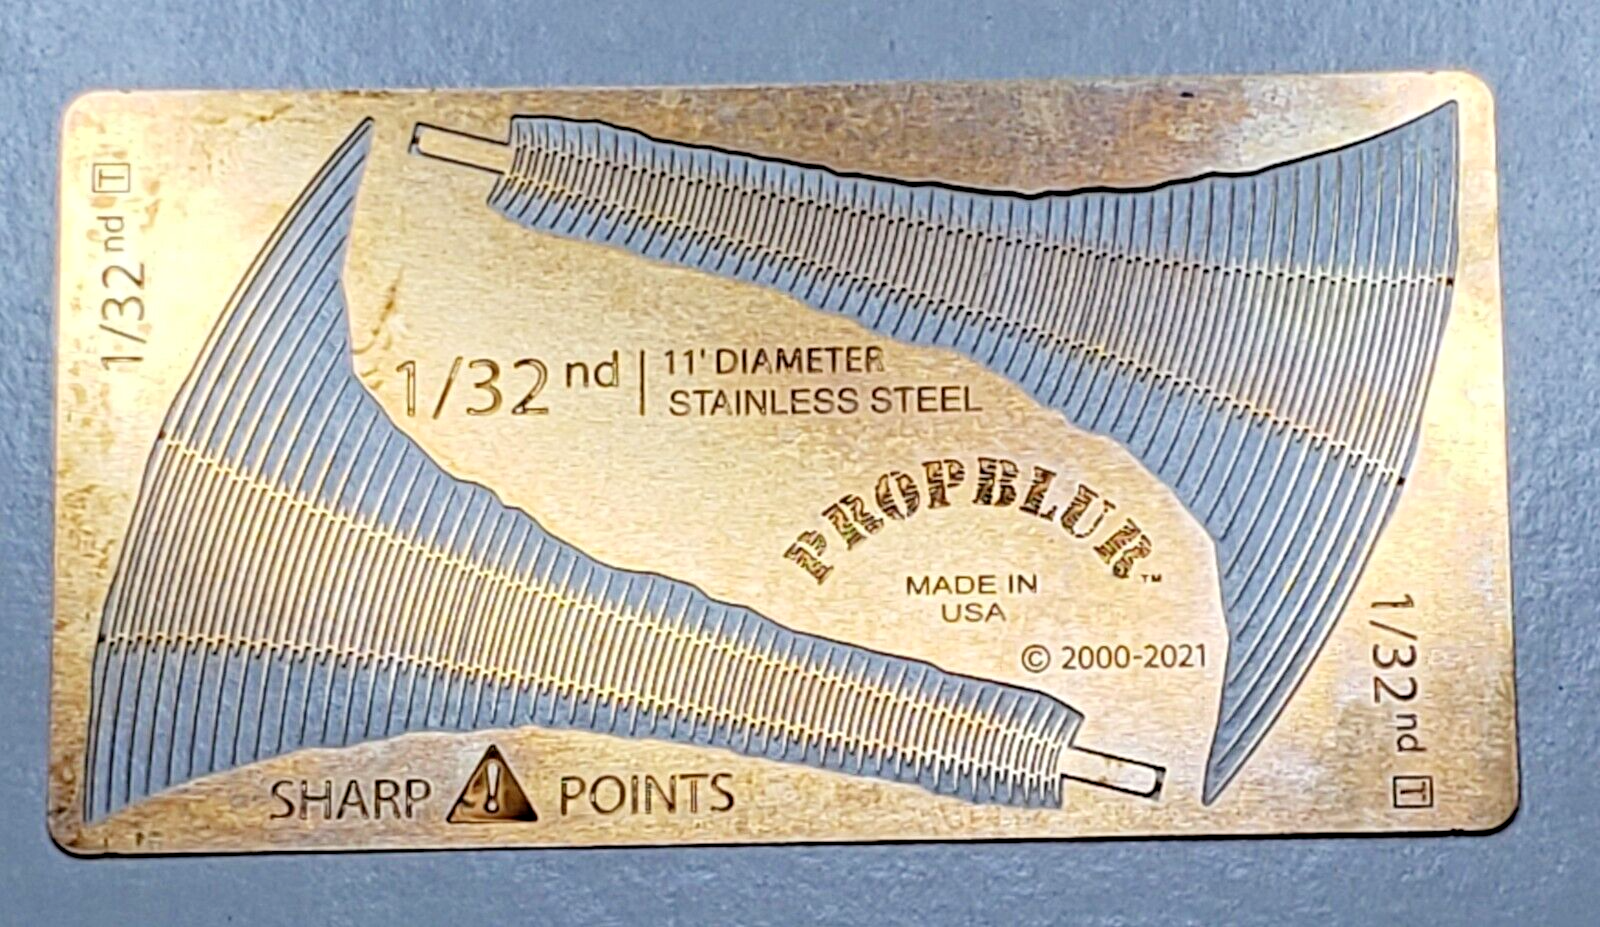 1/32nd T
1/32nd
11' DIAMETER
STAINLESS STEEL
PROPBLUR™
MADE IN
USA
© 2000-2021
1/32nd T
SHARP ! POINTS